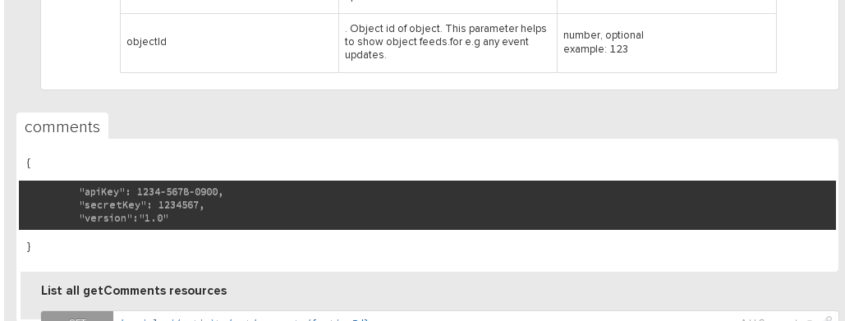 objectId
. Object id of object. This parameter helps
to show object feeds.for e.g any event
updates.
number, optional
example: 123
comments
{
"apiKey": 1234-5678-0900,
"secretKey": 1234567,
"version":"1.0"
}
List all getComments resources